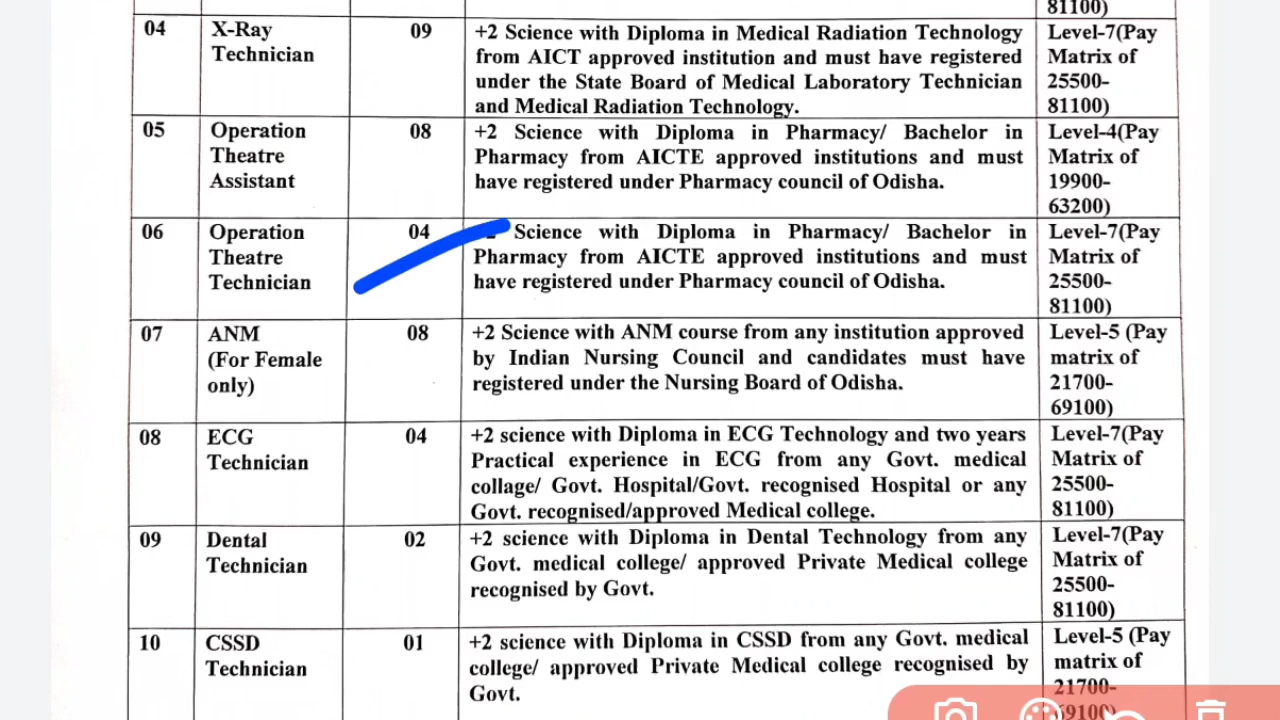 81100)
04 X-Ray Technician 09 +2 Science with Diploma in Medical Radiation Technology Level-7(Pay
from AICT approved institution and must have registered Matrix of
under the State Board of Medical Laboratory Technician 25500-
and Medical Radiation Technology. 81100)
05 Operation 08 +2 Science with Diploma in Pharmacy/ Bachelor in Level-4(Pay
Theatre Pharmacy from AICTE approved institutions and must Matrix of
Assistant have registered under Pharmacy council of Odisha. 19900-
63200)
06 Operation 04 Science with Diploma in Pharmacy/ Bachelor in Level-7(Pay
Theatre Pharmacy from AICTE approved institutions and must Matrix of
Technician have registered under Pharmacy council of Odisha. 25500-
81100)
07 ANM 08 +2 Science with ANM course from any institution approved Level-5 (Pay
(For Female by Indian Nursing Council and candidates must have matrix of
only) registered under the Nursing Board of Odisha. 21700-
69100)
08 ECG 04 +2 science with Diploma in ECG Technology and two years Level-7(Pay
Technician Practical experience in ECG from any Govt. medical Matrix of
collage/ Govt. Hospital/Govt. recognised Hospital or any 25500-
Govt. recognised/approved Medical college. 81100)
09 Dental 02 +2 science with Diploma in Dental Technology from any Level-7(Pay
Technician Govt. medical college/ approved Private Medical college Matrix of
recognised by Govt. 25500-
81100)
10 CSSD 01 +2 science with Diploma in CSSD from any Govt. medical Level-5 (Pay
Technician college/ approved Private Medical college recognised by matrix of
Govt. 21700-
69100)